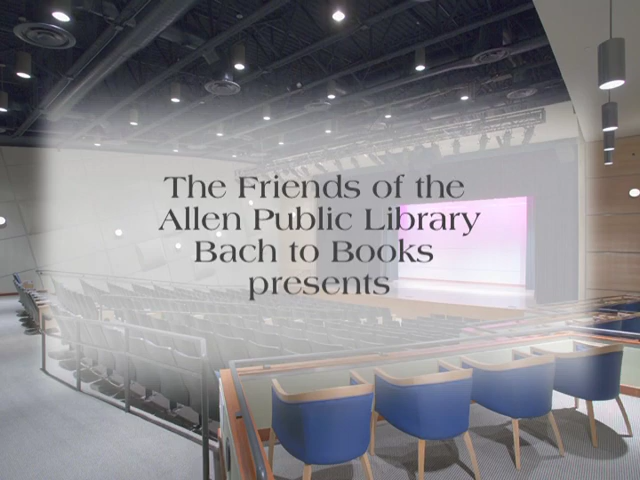 The Friends of the
Allen Public Library
Bach to Books
presents